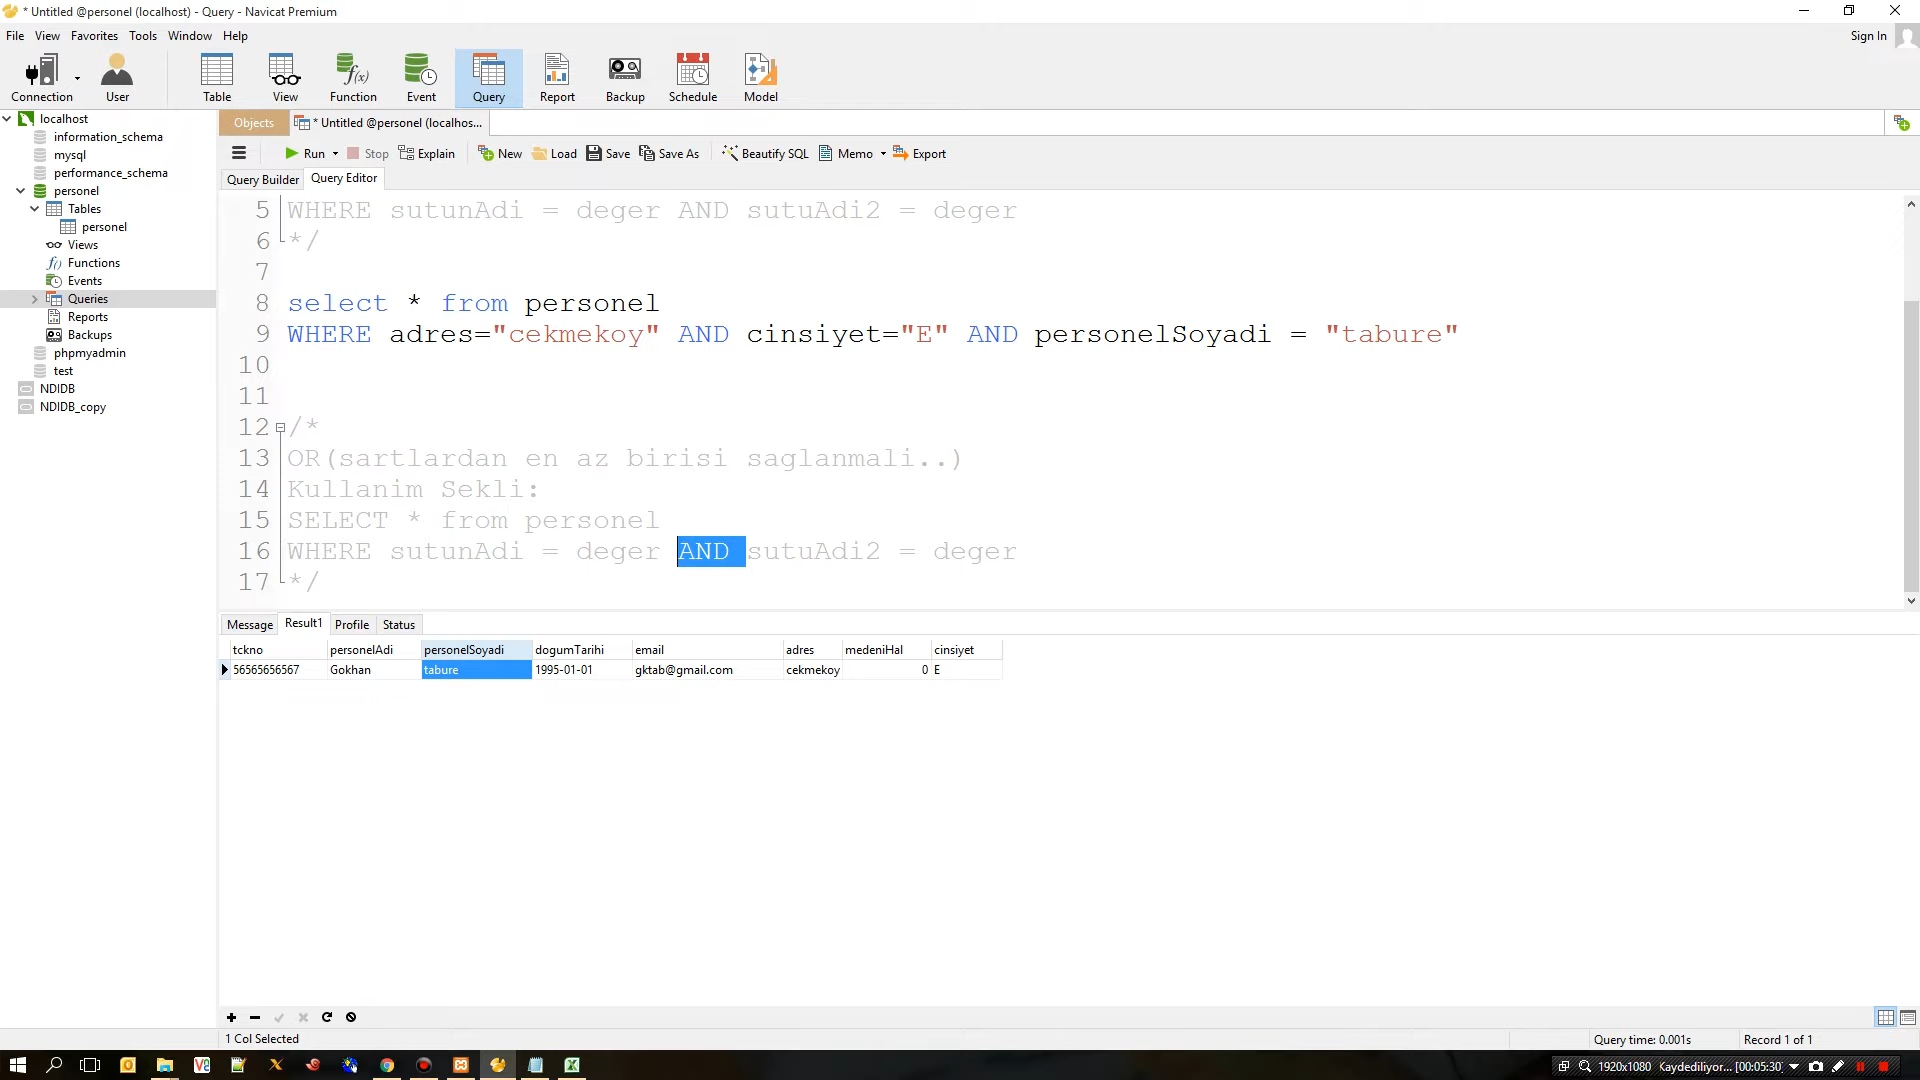 * Untitled @personel (localhost) - Query - Navicat Premium
File View Favorites Tools Window Help
Sign In
Connection User Table View Function Event Query Report Backup Schedule Model
localhost
information_schema
mysql
performance_schema
personel
Tables
personel
Views
Functions
Events
Queries
Reports
Backups
phpmyadmin
test
NDIDB
NDIDB_copy
Objects * Untitled @personel (localhos...
Run Stop Explain New Load Save Save As Beautify SQL Memo Export
Query Builder Query Editor
5 WHERE sutunAdi = deger AND sutuAdi2 = deger
6 */
7
8 select * from personel
9 WHERE adres="cekmekoy" AND cinsiyet="E" AND personelSoyadi = "tabure"
10
11
12 /*
13 OR(sartlardan en az birisi saglanmali..)
14 Kullanim Sekli:
15 SELECT * from personel
16 WHERE sutunAdi = deger AND sutuAdi2 = deger
17 */
Message Result1 Profile Status
tckno personelAdi personelSoyadi dogumTarihi email adres medeniHal cinsiyet
56565656567 Gokhan tabure 1995-01-01 gktab@gmail.com cekmekoy 0 E
1 Col Selected
Query time: 0.001s
Record 1 of 1
1920x1080 Kaydediliyor... [00:05:30]